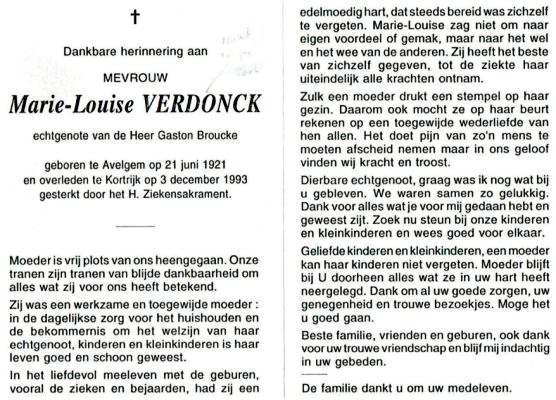 Dankbare herinnering aan
MEVROUW
Marie-Louise VERDONCK
echtgenote van de Heer Gaston Broucke
geboren te Avelgem op 21 juni 1921
en overleden te Kortrijk op 3 december 1993
gesterkt door het H. Ziekensakrament.
Moeder is vrij plots van ons heengegaan. Onze
tranen zijn tranen van blijde dankbaarheid om
alles wat zij voor ons heeft betekend.
Zij was een werkzame en toegewijde moeder :
in de dagelijkse zorg voor het huishouden en
de bekommernis om het welzijn van haar
echtgenoot, kinderen en kleinkinderen is haar
leven goed en schoon geweest.
In het liefdevol meeleven met de geburen,
vooral de zieken en bejaarden, had zij een
edelmoedig hart, dat steeds bereid was zichzelf
te vergeten. Marie-Louise zag niet om naar
eigen voordeel of gemak, maar naar het wel
en het wee van de anderen. Zij heeft het beste
van zichzelf gegeven, tot de ziekte haar
uiteindelijk alle krachten ontnam.
Zulk een moeder drukt een stempel op haar
gezin. Daarom ook mocht ze op haar beurt
rekenen op een toegewijde wederliefde van
hen allen. Het doet pijn van zo'n mens te
moeten afscheid nemen maar in ons geloof
vinden wij kracht en troost.
Dierbare echtgenoot, graag was ik nog wat bij
u gebleven. We waren samen zo gelukkig.
Dank voor alles wat je voor mij gedaan hebt en
geweest zijt. Zoek nu steun bij onze kinderen
en kleinkinderen en wees goed voor elkaar.
Geliefde kinderen en kleinkinderen, een moeder
kan haar kinderen niet vergeten. Moeder blijft
bij U doorheen alles wat ze in uw hart heeft
neergelegd. Dank om al uw goede zorgen, uw
genegenheid en trouwe bezoekjes. Moge het
u goed gaan.
Beste familie, vrienden en geburen, ook dank
voor uw trouwe vriendschap en blijf mij indachtig
in uw gebeden.
De familie dankt u om uw medeleven.